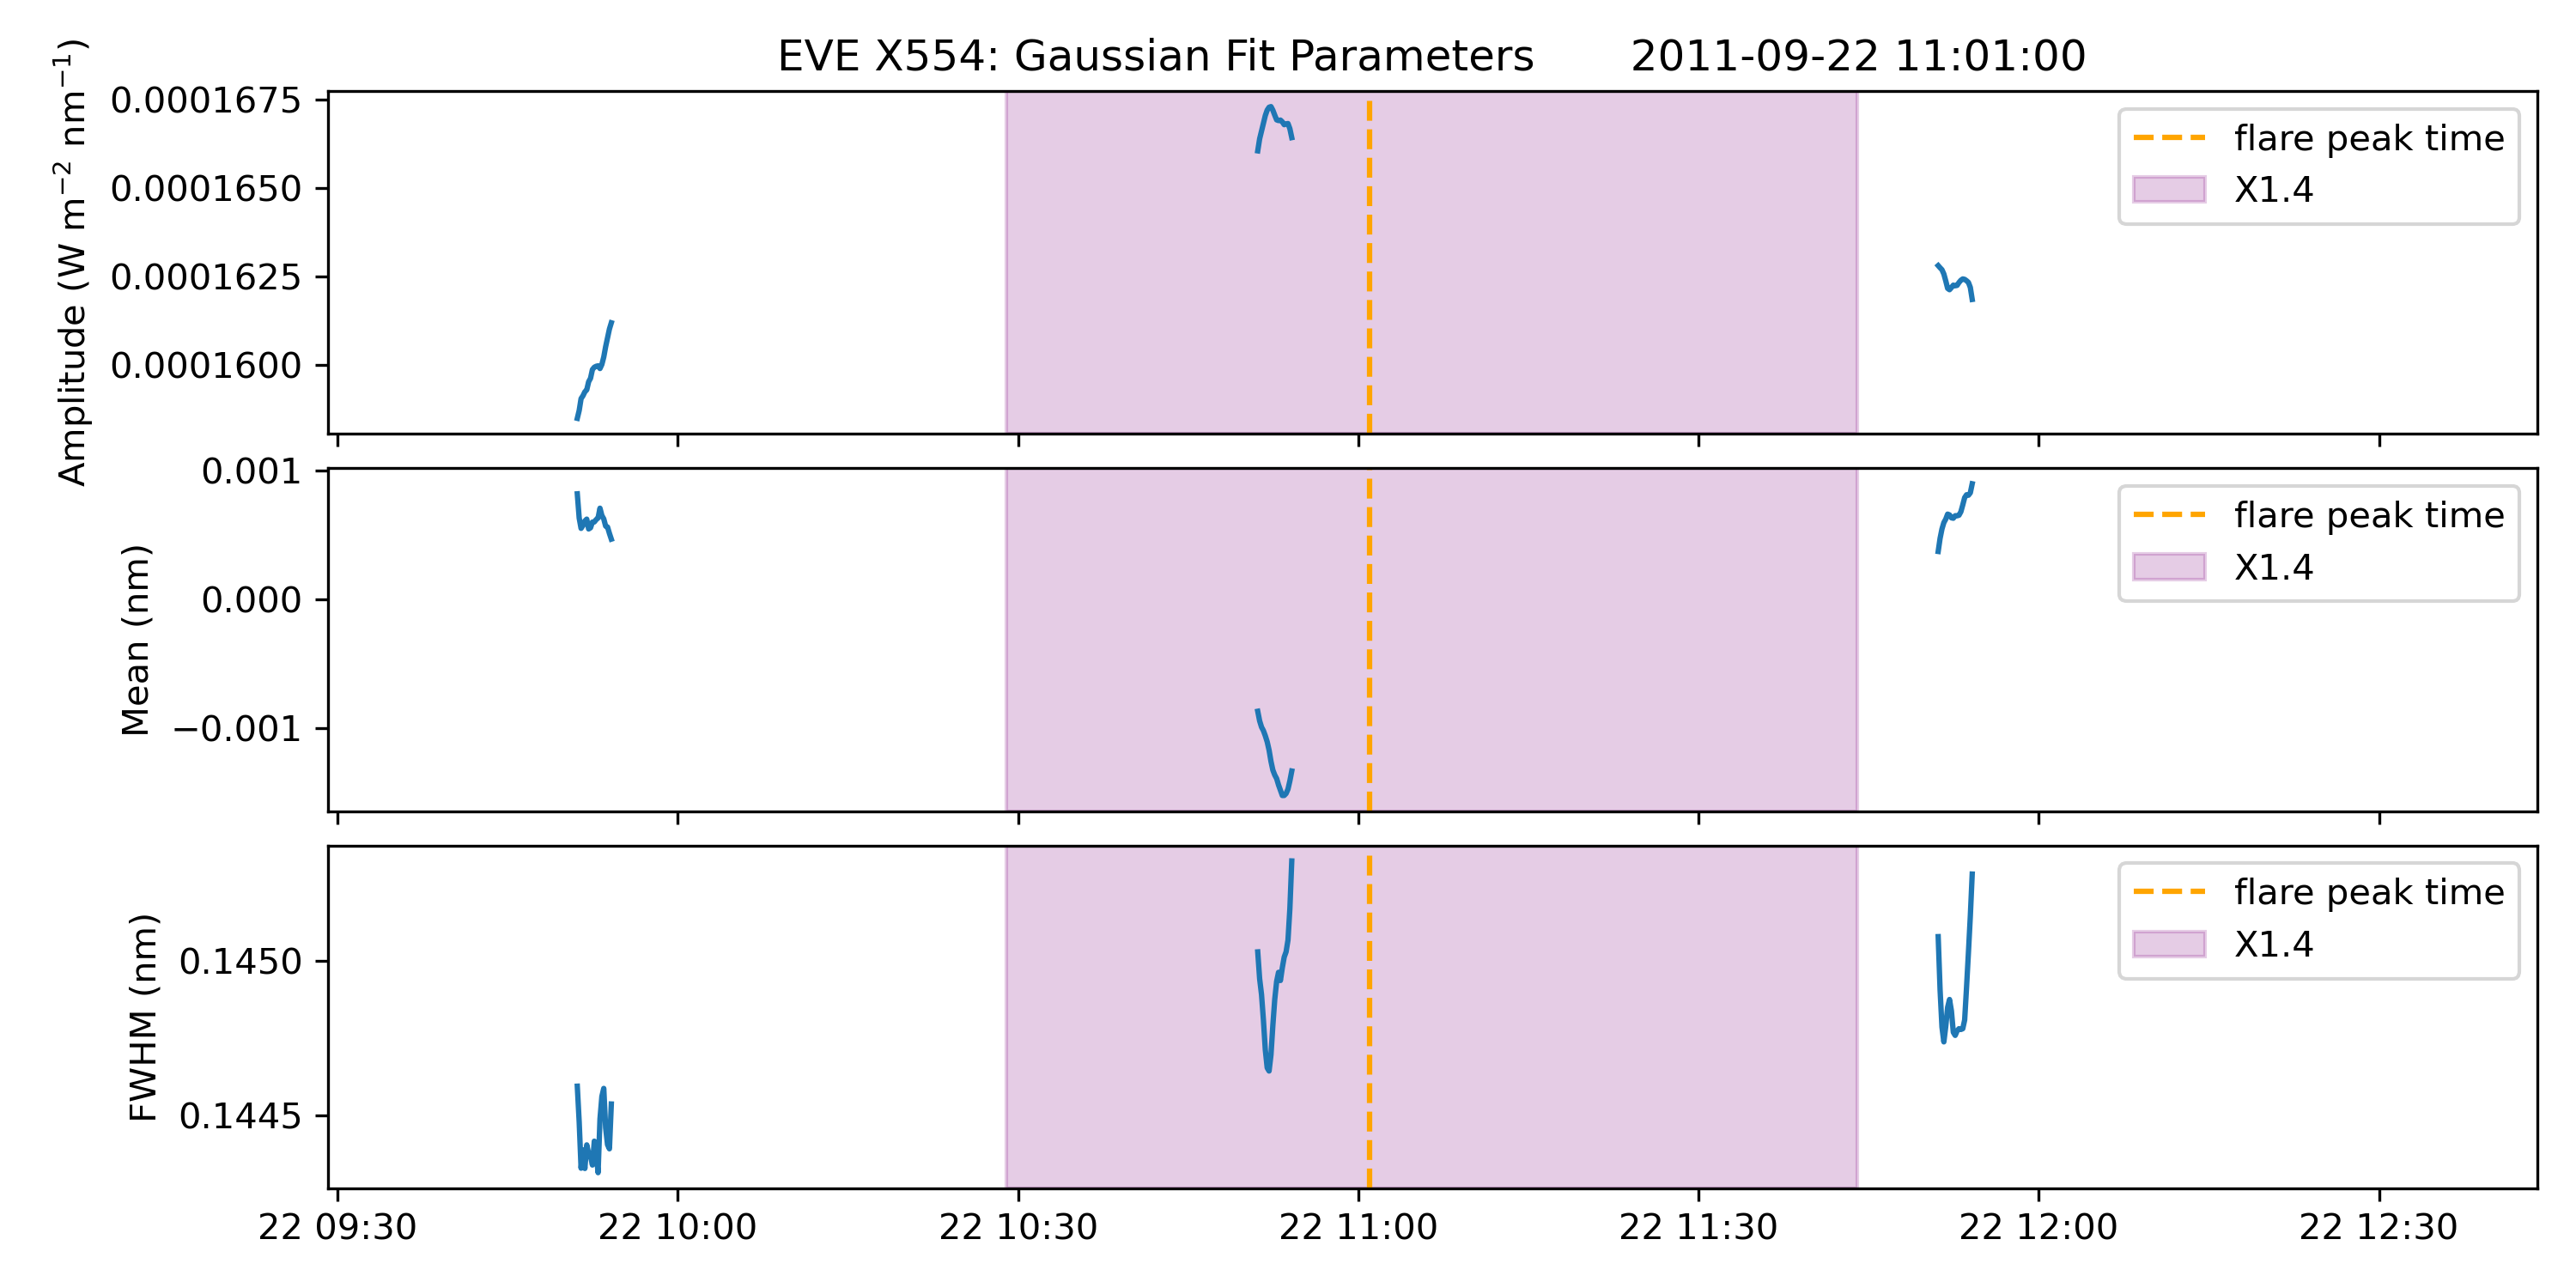 EVE X554: Gaussian Fit Parameters 2011-09-22 11:01:00
Amplitude (W m⁻² nm⁻¹)
0.0001675
0.0001650
0.0001625
0.0001600
flare peak time
X1.4
Mean (nm)
0.001
0.000
−0.001
flare peak time
X1.4
FWHM (nm)
0.1450
0.1445
flare peak time
X1.4
22 09:30 22 10:00 22 10:30 22 11:00 22 11:30 22 12:00 22 12:30